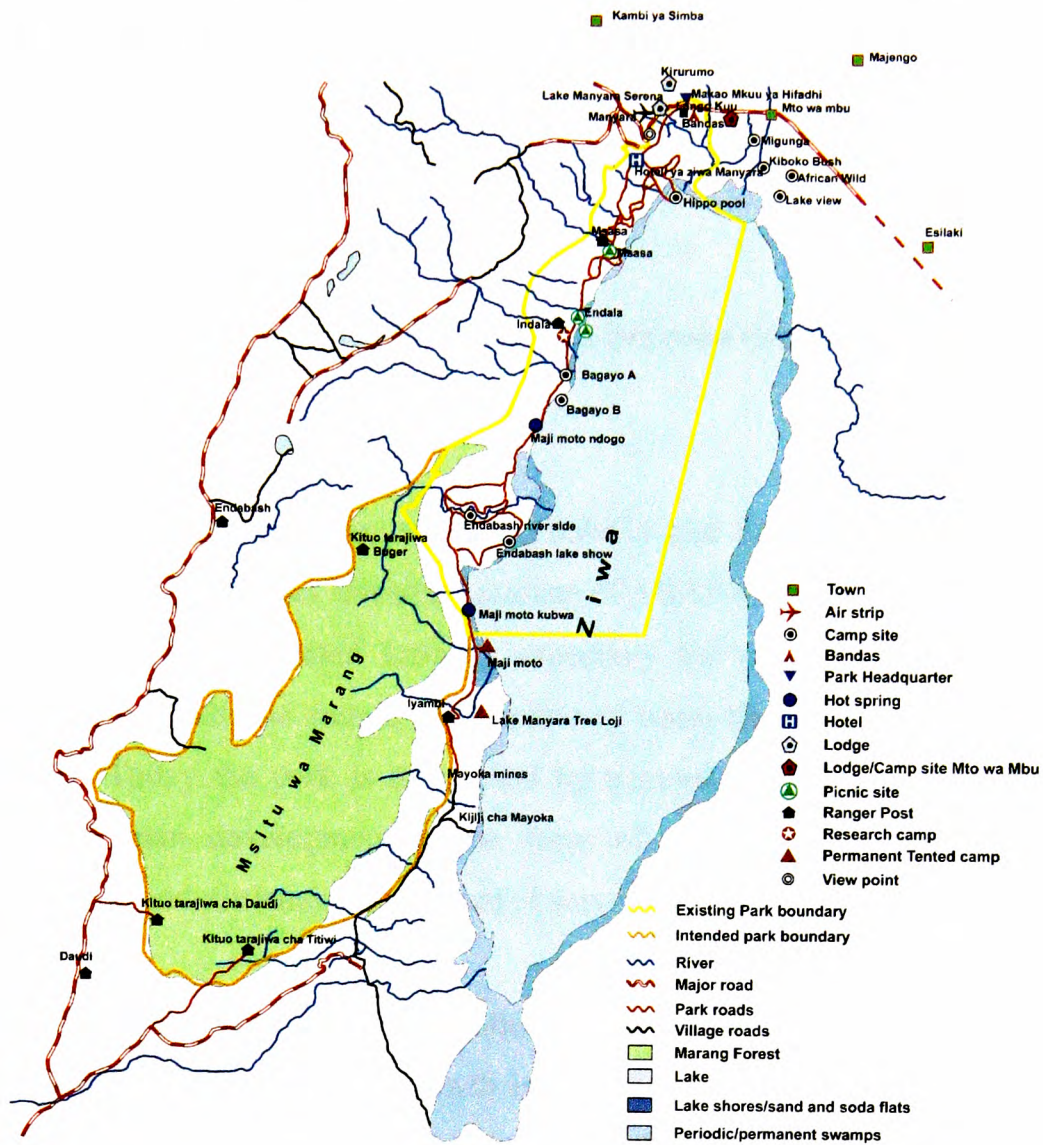 Kambi ya Simba
Majengo
Kirurumo
Lake Manyara Serena
Makao Mkuu ya Hifadhi
Manyara
Kuu
Bandas
Mto wa mbu
Migunga
Kiboko Bush
Hoteli ya ziwa Manyara
African Wild
Hippo pool
Lake view
Esilaki
Msasa
Msasa
Endala
Indala
Bagayo A
Bagayo B
Maji moto ndogo
Endabash
Endabash river side
Kituo tarajiwa
Buger
Endabash lake show
Ziwa
Maji moto kubwa
Maji moto
Msitu wa Marang
Iyambi
Lake Manyara Tree Loji
Mayoka mines
Kijiji cha Mayoka
Kituo tarajiwa cha Daudi
Kituo tarajiwa cha Titiwi
Daudi
Town
Air strip
Camp site
Bandas
Park Headquarter
Hot spring
Hotel
Lodge
Lodge/Camp site Mto wa Mbu
Picnic site
Ranger Post
Research camp
Permanent Tented camp
View point
Existing Park boundary
Intended park boundary
River
Major road
Park roads
Village roads
Marang Forest
Lake
Lake shores/sand and soda flats
Periodic/permanent swamps
H
H